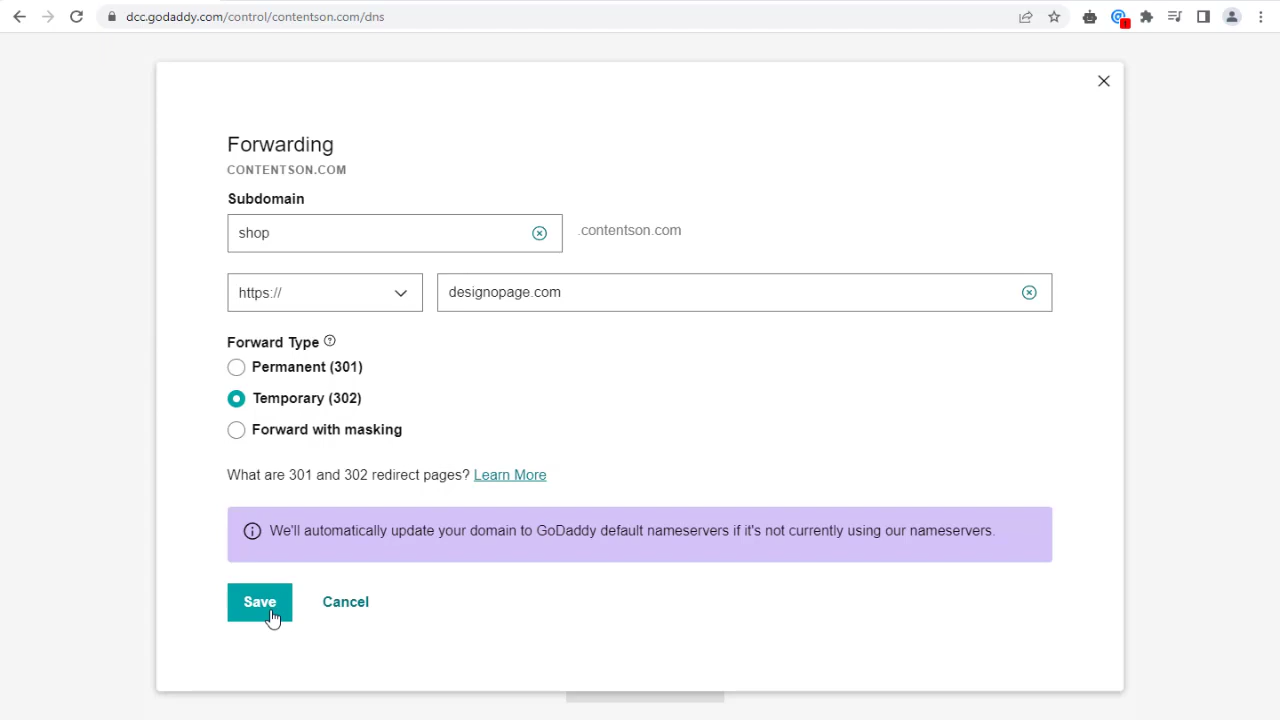 dcc.godaddy.com/control/contentson.com/dns
Forwarding
CONTENTSON.COM
Subdomain
shop
.contentson.com
https://
designopage.com
Forward Type
Permanent (301)
Temporary (302)
Forward with masking
What are 301 and 302 redirect pages? Learn More
We'll automatically update your domain to GoDaddy default nameservers if it's not currently using our nameservers.
Save
Cancel